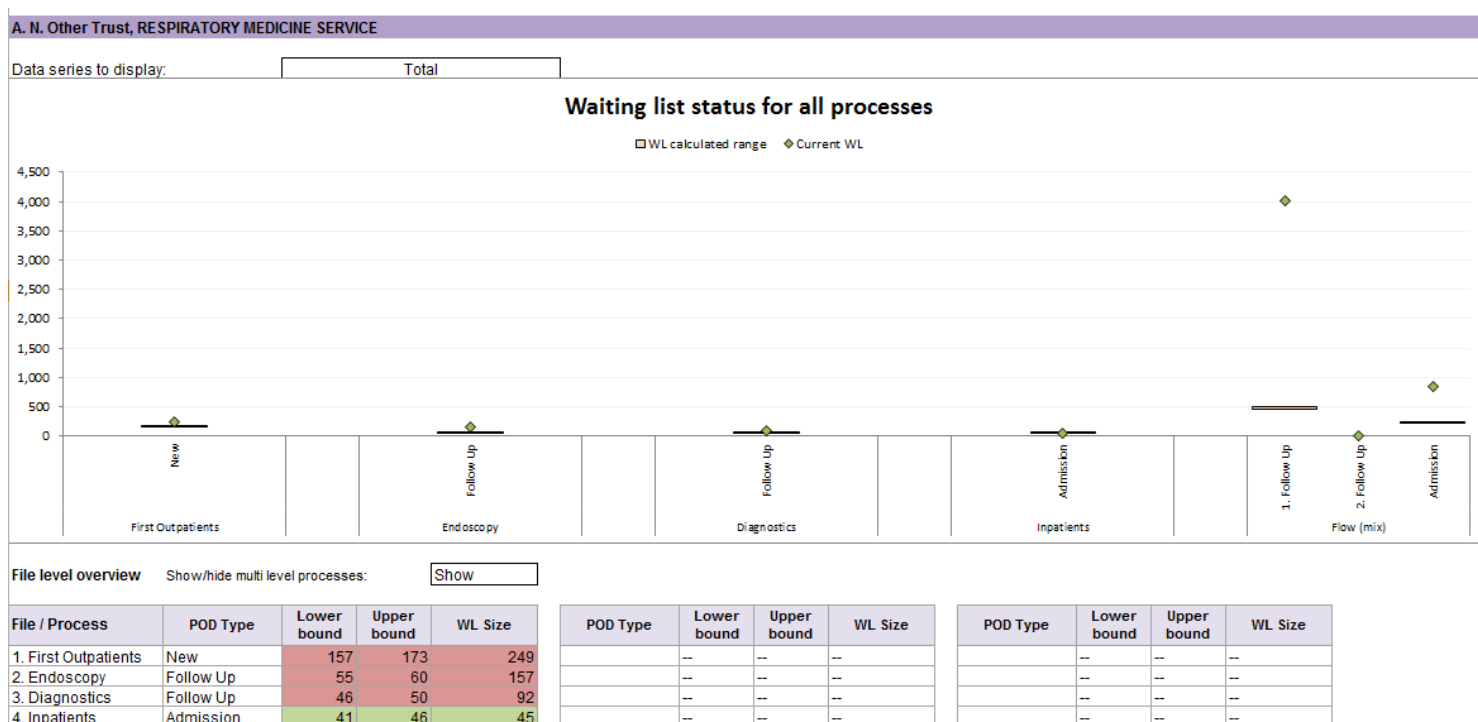 A. N. Other Trust, RESPIRATORY MEDICINE SERVICE
Data series to display: Total
Waiting list status for all processes
WL calculated range Current WL
4,500
4,000
3,500
3,000
2,500
2,000
1,500
1,000
500
0
New Follow Up Follow Up Admission 1. Follow Up 2. Follow Up Admission
First Outpatients Endoscopy Diagnostics Inpatients Flow (mix)
File level overview Show/hide multi level processes: Show
File / Process POD Type Lower bound Upper bound WL Size POD Type Lower bound Upper bound WL Size POD Type Lower bound Upper bound WL Size
1. First Outpatients New 157 173 249 -- -- -- -- -- --
2. Endoscopy Follow Up 55 60 157 -- -- -- -- -- --
3. Diagnostics Follow Up 46 50 92 -- -- -- -- -- --
4. Inpatients Admission 41 46 45 -- -- -- -- -- --